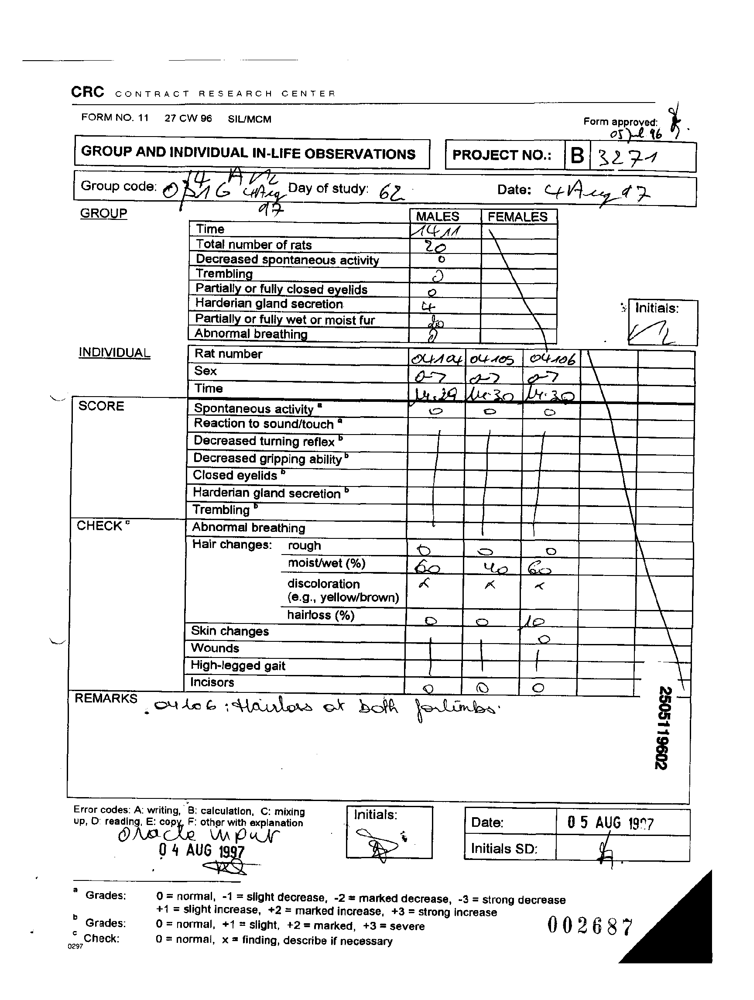 CRC CONTRACT RESEARCH CENTER
FORM NO. 11 27 CW 96 SIL/MCM
Form approved:
05 Jul 96
GROUP AND INDIVIDUAL IN-LIFE OBSERVATIONS
PROJECT NO.: B 3271
Group code: Day of study: 62 Date: 4 Aug 97
4 Aug
97
GROUP MALES FEMALES
Time 1411
Total number of rats 20
Decreased spontaneous activity 0
Trembling 0
Partially or fully closed eyelids 0
Harderian gland secretion 4
Partially or fully wet or moist fur
Abnormal breathing
Initials:
INDIVIDUAL Rat number 04104 04105 04106
Sex
Time 14.29 14.30 14.30
SCORE Spontaneous activity a 0 0 0
Reaction to sound/touch a
Decreased turning reflex b
Decreased gripping ability b
Closed eyelids b
Harderian gland secretion b
Trembling b
CHECK c Abnormal breathing
Hair changes: rough 0 0 0
moist/wet (%) 60 40 60
discoloration x x x
(e.g., yellow/brown)
hairloss (%) 0 0 10
Skin changes 0
Wounds
High-legged gait
Incisors 0 0 0
REMARKS . 04106 : Hairloss at both forlimbs.
2505119602
Error codes: A: writing, B: calculation, C: mixing
up, D: reading, E: copy, F: other with explanation
Oracle input
04 AUG 1997
Initials:
Date: 05 AUG 1997
Initials SD:
a Grades: 0 = normal, -1 = slight decrease, -2 = marked decrease, -3 = strong decrease
+1 = slight increase, +2 = marked increase, +3 = strong increase
b Grades: 0 = normal, +1 = slight, +2 = marked, +3 = severe
c Check: 0 = normal, x = finding, describe if necessary
0297
002687